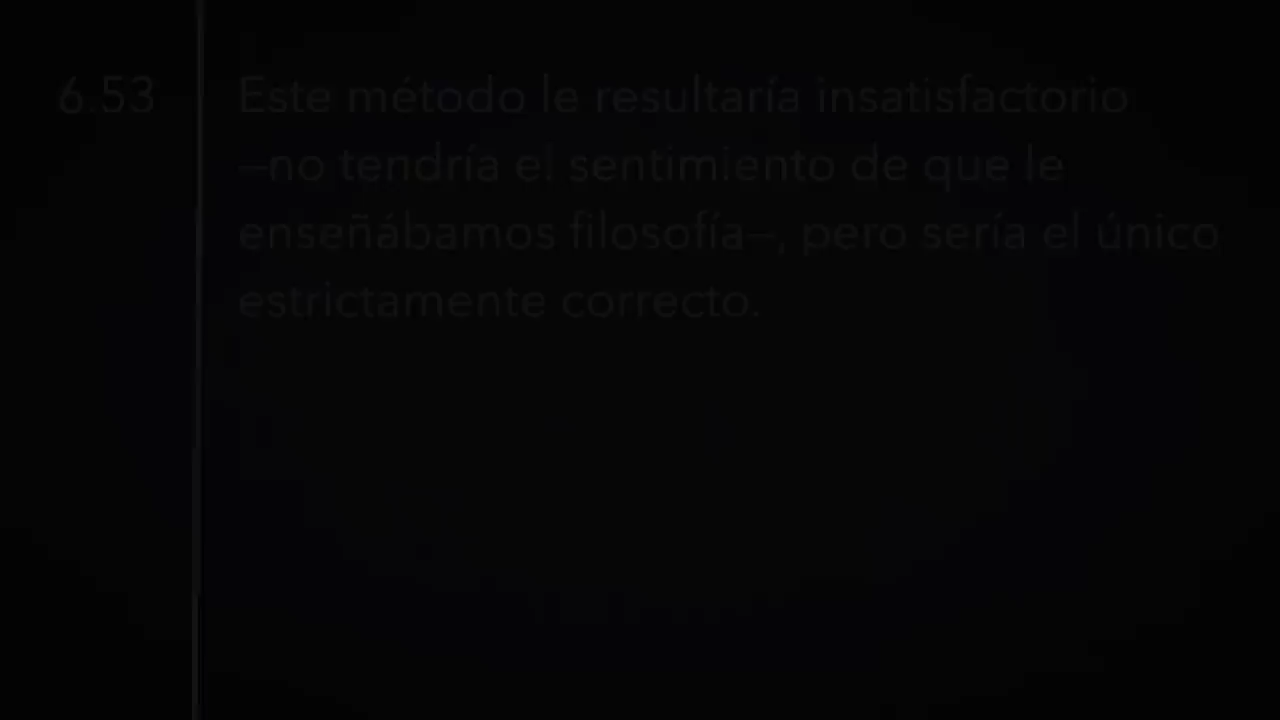 6.53 Este método le resultaría insatisfactorio
—no tendría el sentimiento de que le
enseñábamos filosofía—, pero sería el único
estrictamente correcto.